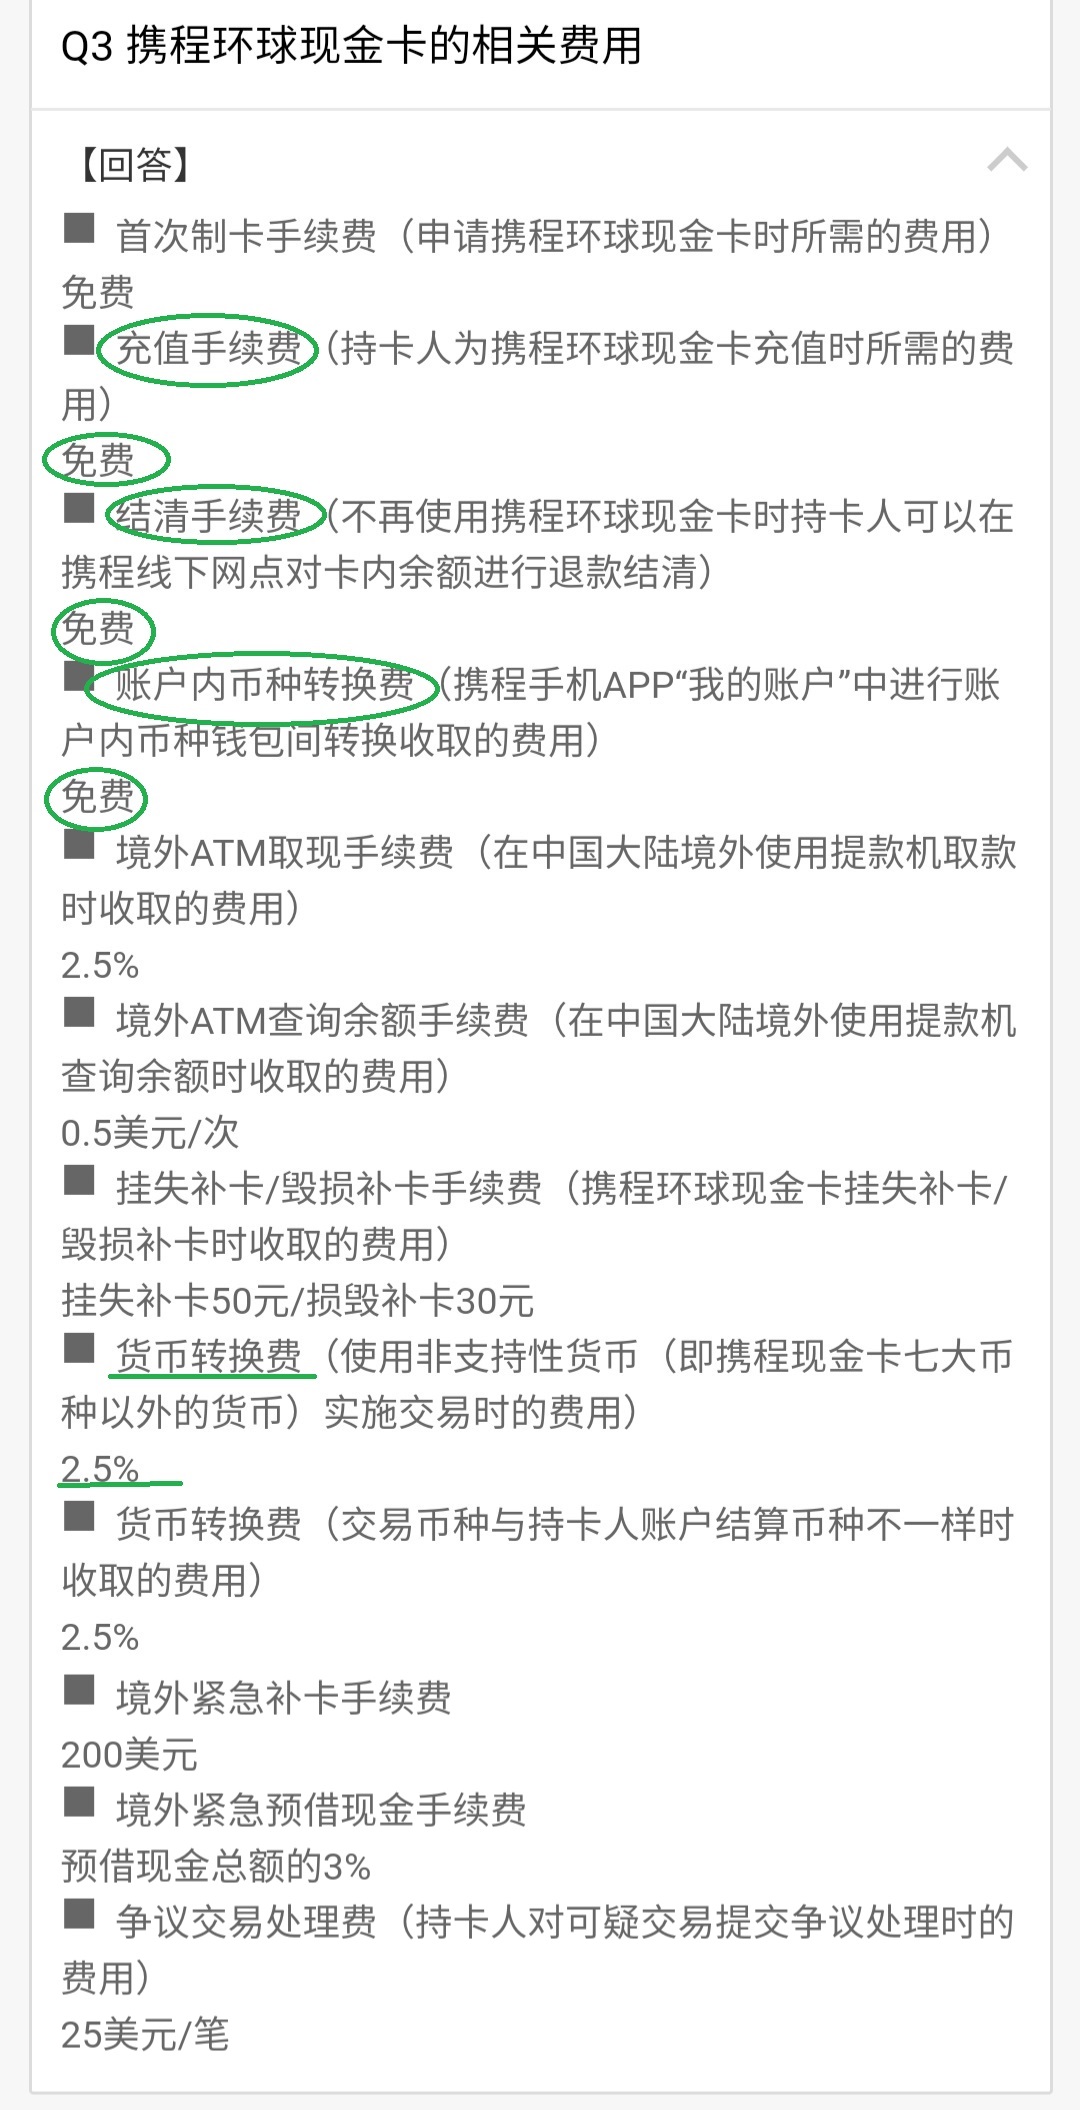 Q3 携程环球现金卡的相关费用
【回答】
■ 首次制卡手续费（申请携程环球现金卡时所需的费用）
免费
■ 充值手续费（持卡人为携程环球现金卡充值时所需的费
用）
免费
■ 结清手续费（不再使用携程环球现金卡时持卡人可以在
携程线下网点对卡内余额进行退款结清）
免费
■ 账户内币种转换费（携程手机APP“我的账户”中进行账
户内币种钱包间转换收取的费用）
免费
■ 境外ATM取现手续费（在中国大陆境外使用提款机取款
时收取的费用）
2.5%
■ 境外ATM查询余额手续费（在中国大陆境外使用提款机
查询余额时收取的费用）
0.5美元/次
■ 挂失补卡/毁损补卡手续费（携程环球现金卡挂失补卡/
毁损补卡时收取的费用）
挂失补卡50元/损毁补卡30元
■ 货币转换费（使用非支持性货币（即携程现金卡七大币
种以外的货币）实施交易时的费用）
2.5%
■ 货币转换费（交易币种与持卡人账户结算币种不一样时
收取的费用）
2.5%
■ 境外紧急补卡手续费
200美元
■ 境外紧急预借现金手续费
预借现金总额的3%
■ 争议交易处理费（持卡人对可疑交易提交争议处理时的
费用）
25美元/笔